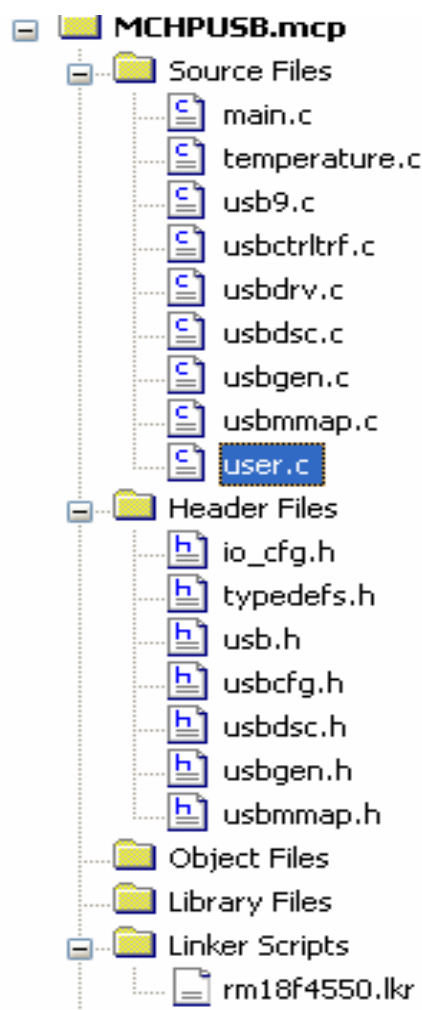 MCHPUSB.mcp
Source Files
main.c
temperature.c
usb9.c
usbctrltrf.c
usbdrv.c
usbdsc.c
usbgen.c
usbmmap.c
user.c
Header Files
io_cfg.h
typedefs.h
usb.h
usbcfg.h
usbdsc.h
usbgen.h
usbmmap.h
Object Files
Library Files
Linker Scripts
rm18f4550.lkr